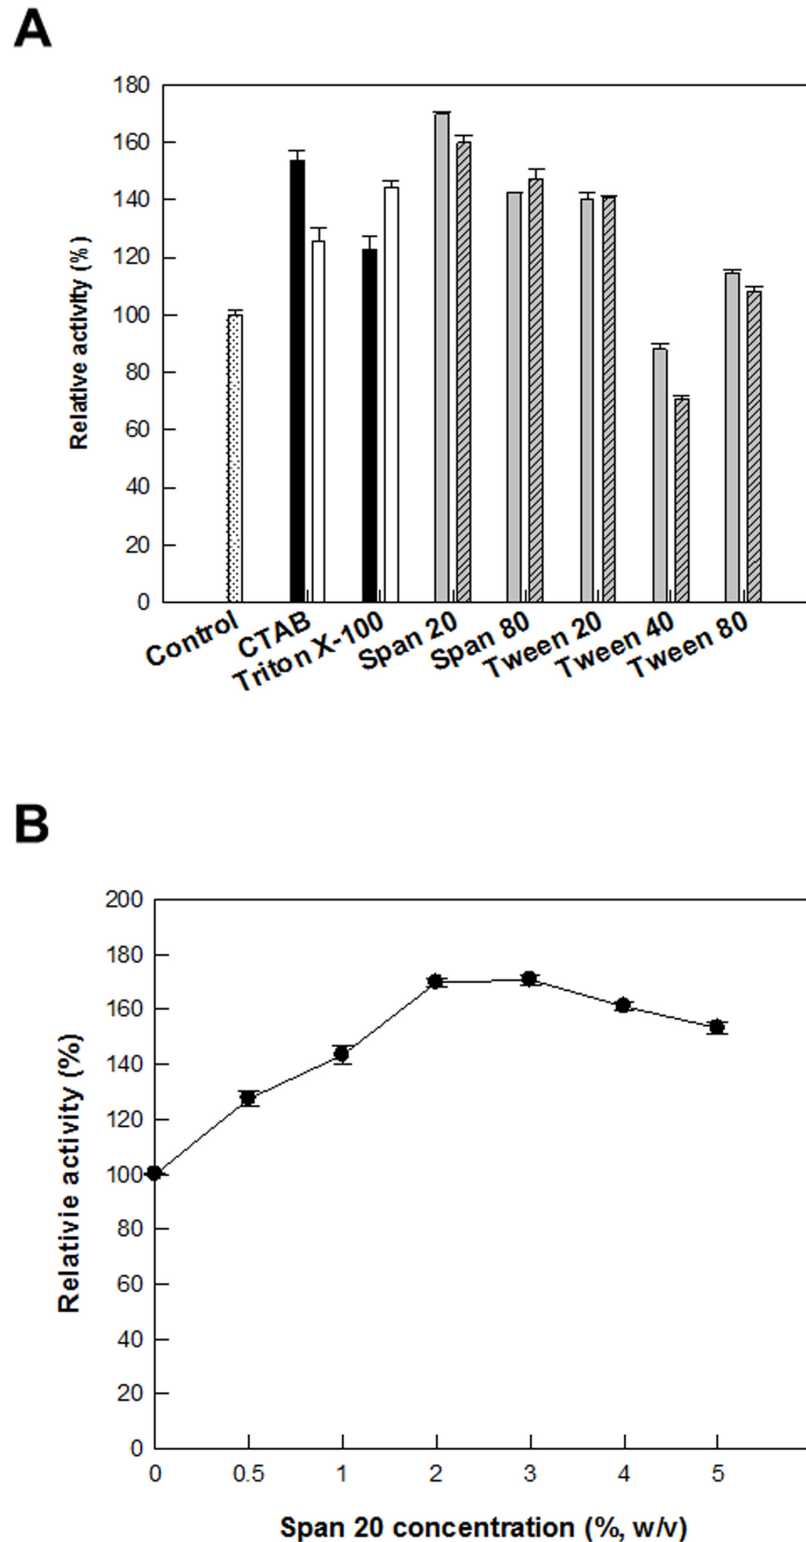 A
180
160
140
120
100
80
60
40
20
0
Relative activity (%)
Control
CTAB
Triton X-100
Span 20
Span 80
Tween 20
Tween 40
Tween 80
B
200
180
160
140
120
100
80
60
40
20
0
Relativie activity (%)
0 0.5 1 2 3 4 5
Span 20 concentration (%, w/v)